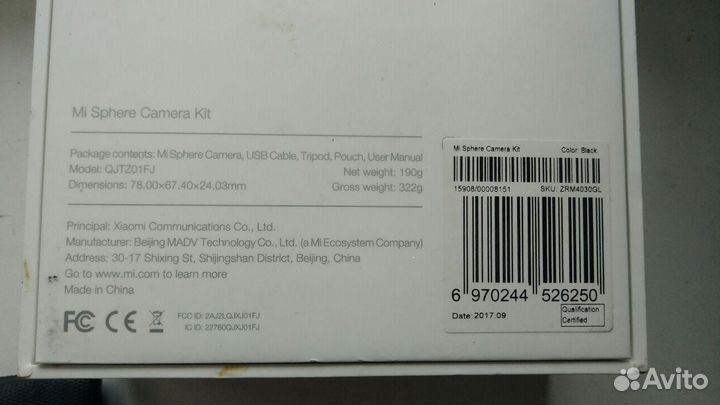 Mi Sphere Camera Kit
Package contents: Mi Sphere Camera, USB Cable, Tripod, Pouch, User Manual
Model: QJTZ01FJ Net weight: 190g
Dimensions: 78.00×67.40×24.03mm Gross weight: 322g
Principal: Xiaomi Communications Co., Ltd.
Manufacturer: Beijing MADV Technology Co., Ltd. (a Mi Ecosystem Company)
Address: 30-17 Shixing St, Shijingshan District, Beijing, China
Go to www.mi.com to learn more
Made in China
FC CE
FCC ID: 2AJ2LQJXJ01FJ
IC ID: 22760QJXJ01FJ
Mi Sphere Camera Kit Color: Black
15908/00008151 SKU: ZRM4030GL
6 970244 526250
Date: 2017 09
Qualification
Certified
Avito